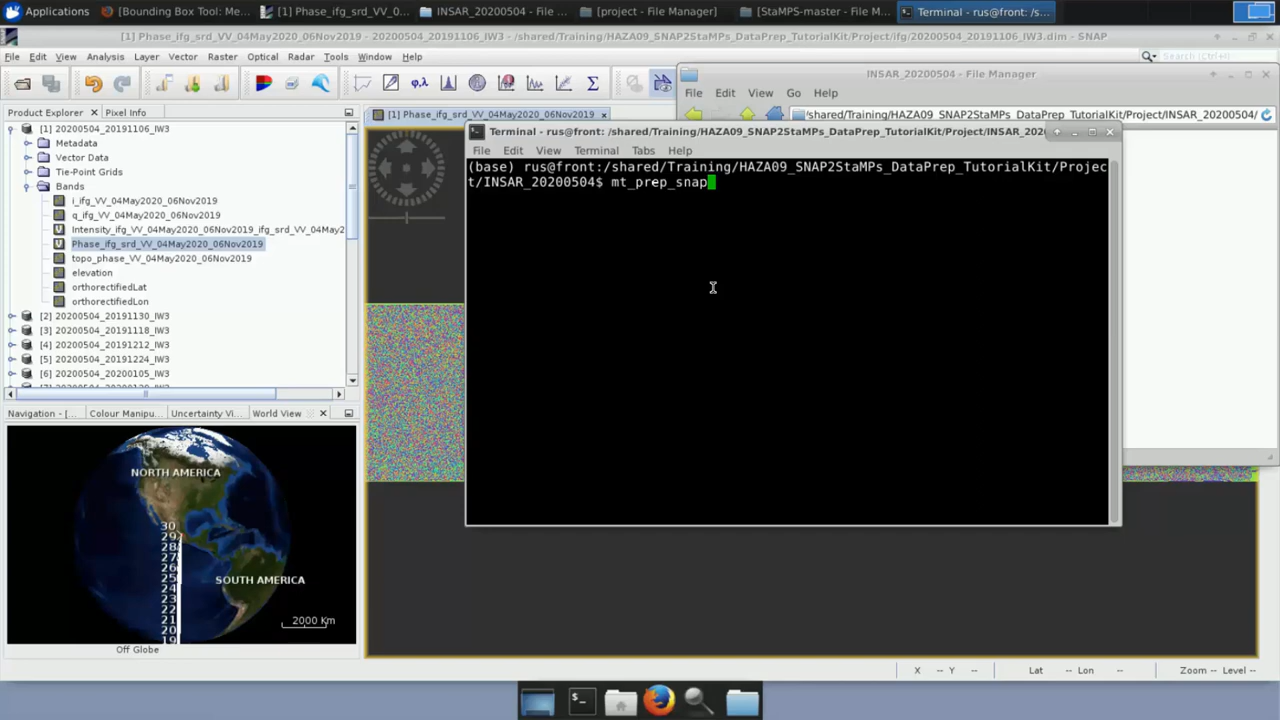 Applications
[Bounding Box Tool: Me...
[1] Phase_ifg_srd_VV_0...
INSAR_20200504 - File ...
[project - File Manager]
[StaMPS-master - File M...
Terminal - rus@front: /s...
[1] Phase_ifg_srd_VV_04May2020_06Nov2019 - /shared/Training/HAZA09_SNAP2StaMPs_DataPrep_TutorialKit/Project/ifg/20200504_20191106_IW3.dim - SNAP
File Edit View Analysis Layer Vector Raster Optical Radar Tools Window Help
Search (Ctrl+I)
Product Explorer
Pixel Info
[1] 20200504_20191106_IW3
Metadata
Vector Data
Tie-Point Grids
Bands
i_ifg_VV_04May2020_06Nov2019
q_ifg_VV_04May2020_06Nov2019
Intensity_ifg_VV_04May2020_06Nov2019_ifg_srd_VV_04May2
Phase_ifg_srd_VV_04May2020_06Nov2019
topo_phase_VV_04May2020_06Nov2019
elevation
orthorectifiedLat
orthorectifiedLon
[2] 20200504_20191130_IW3
[3] 20200504_20191118_IW3
[4] 20200504_20191212_IW3
[5] 20200504_20191224_IW3
[6] 20200504_20200105_IW3
[1] Phase_ifg_srd_VV_04May2020_06Nov2019
INSAR_20200504 - File Manager
File Edit View Go Help
/shared/Training/HAZA09_SNAP2StaMPs_DataPrep_TutorialKit/Project/INSAR_20200504/
Terminal - rus@front: /shared/Training/HAZA09_SNAP2StaMPs_DataPrep_TutorialKit/Project/INSAR_202
File Edit View Terminal Tabs Help
(base) rus@front:/shared/Training/HAZA09_SNAP2StaMPs_DataPrep_TutorialKit/Projec
t/INSAR_20200504$ mt_prep_snap
Navigation - [...
Colour Manipu...
Uncertainty Vi...
World View
NORTH AMERICA
30
29
28
27
26
25
24
23
22
21
20
19
SOUTH AMERICA
2000 Km
Off Globe
X -- Y -- Lat -- Lon -- Zoom -- Level --